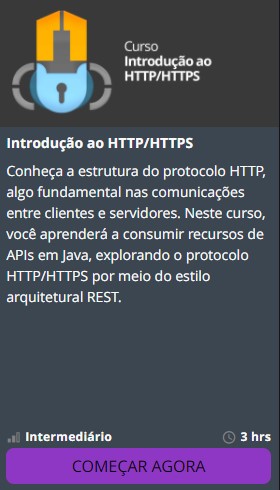 Curso
Introdução ao
HTTP/HTTPS
Introdução ao HTTP/HTTPS
Conheça a estrutura do protocolo HTTP,
algo fundamental nas comunicações
entre clientes e servidores. Neste curso,
você aprenderá a consumir recursos de
APIs em Java, explorando o protocolo
HTTP/HTTPS por meio do estilo
arquitetural REST.
Intermediário 3 hrs
COMEÇAR AGORA